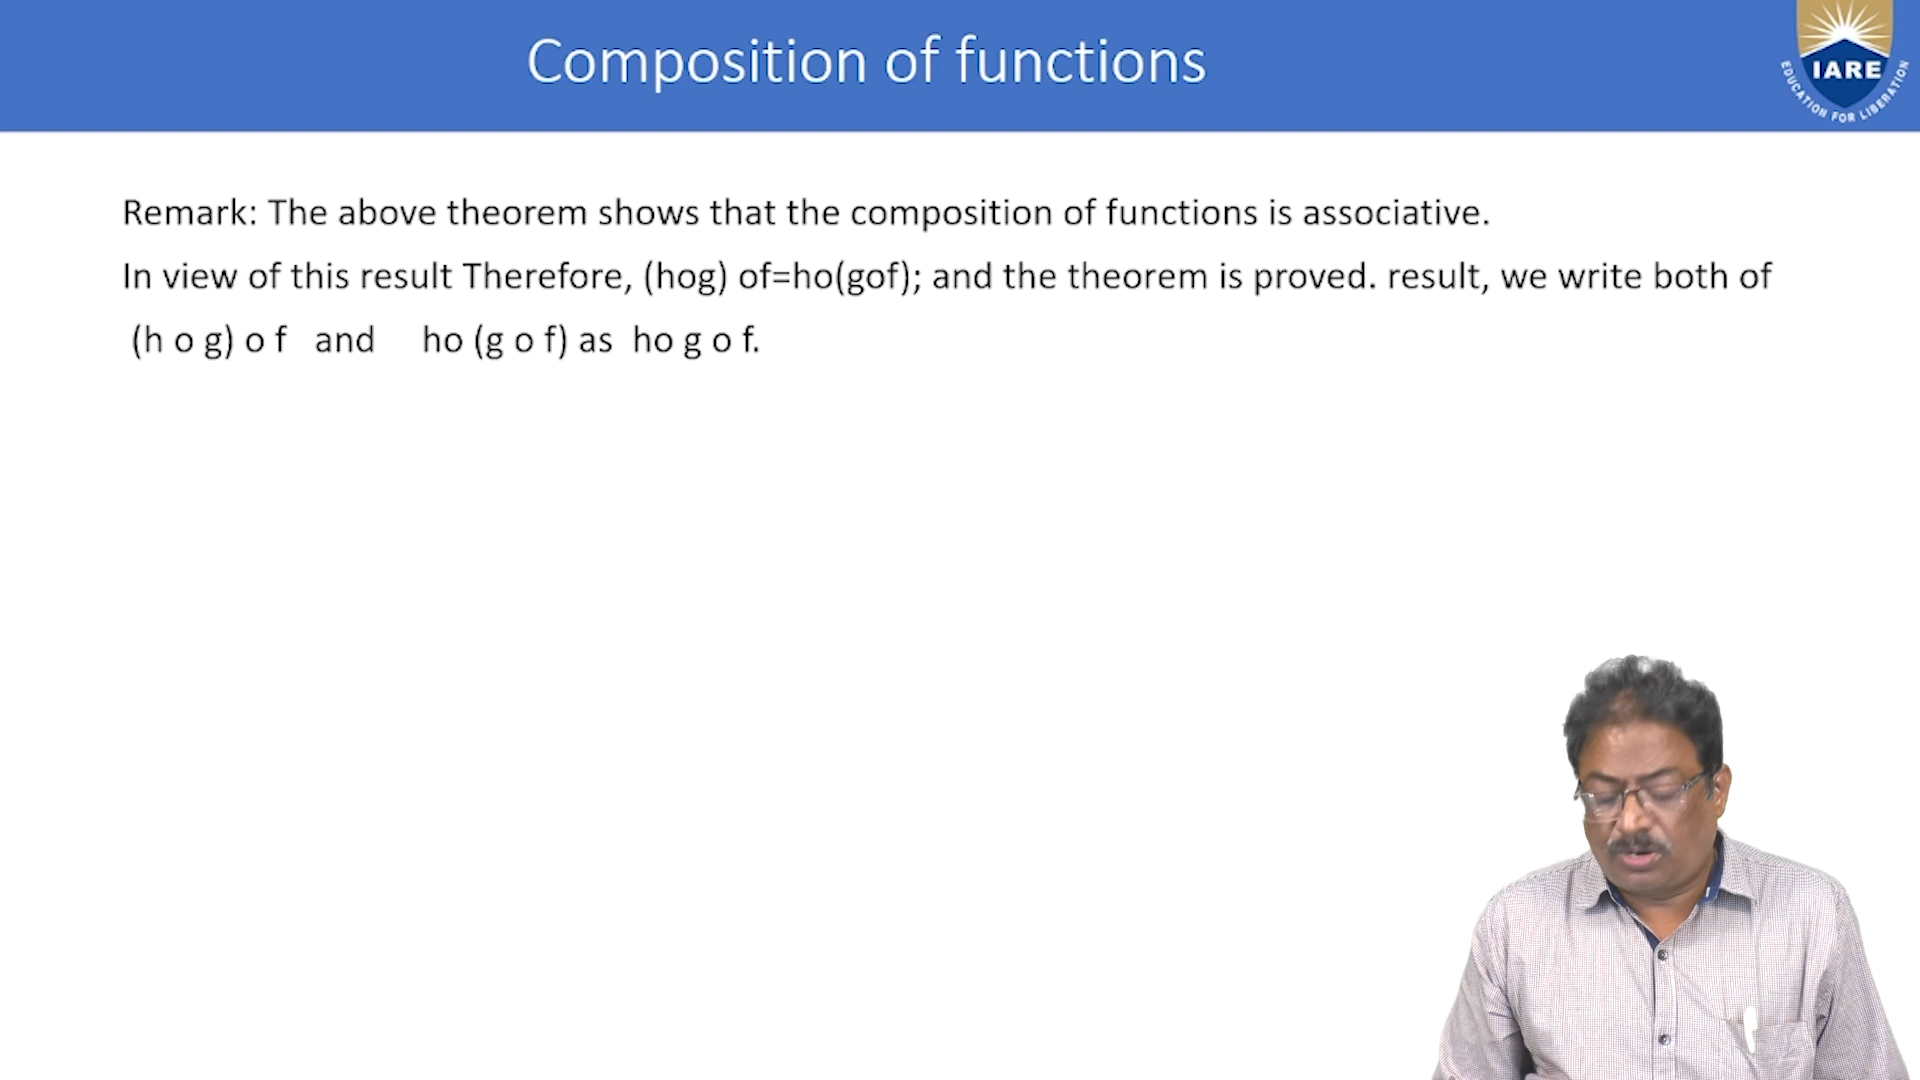 Composition of functions
IARE
EDUCATION FOR LIBERATION
Remark: The above theorem shows that the composition of functions is associative.
In view of this result Therefore, (hog) of=ho(gof); and the theorem is proved. result, we write both of
(h o g) o f and ho (g o f) as ho g o f.